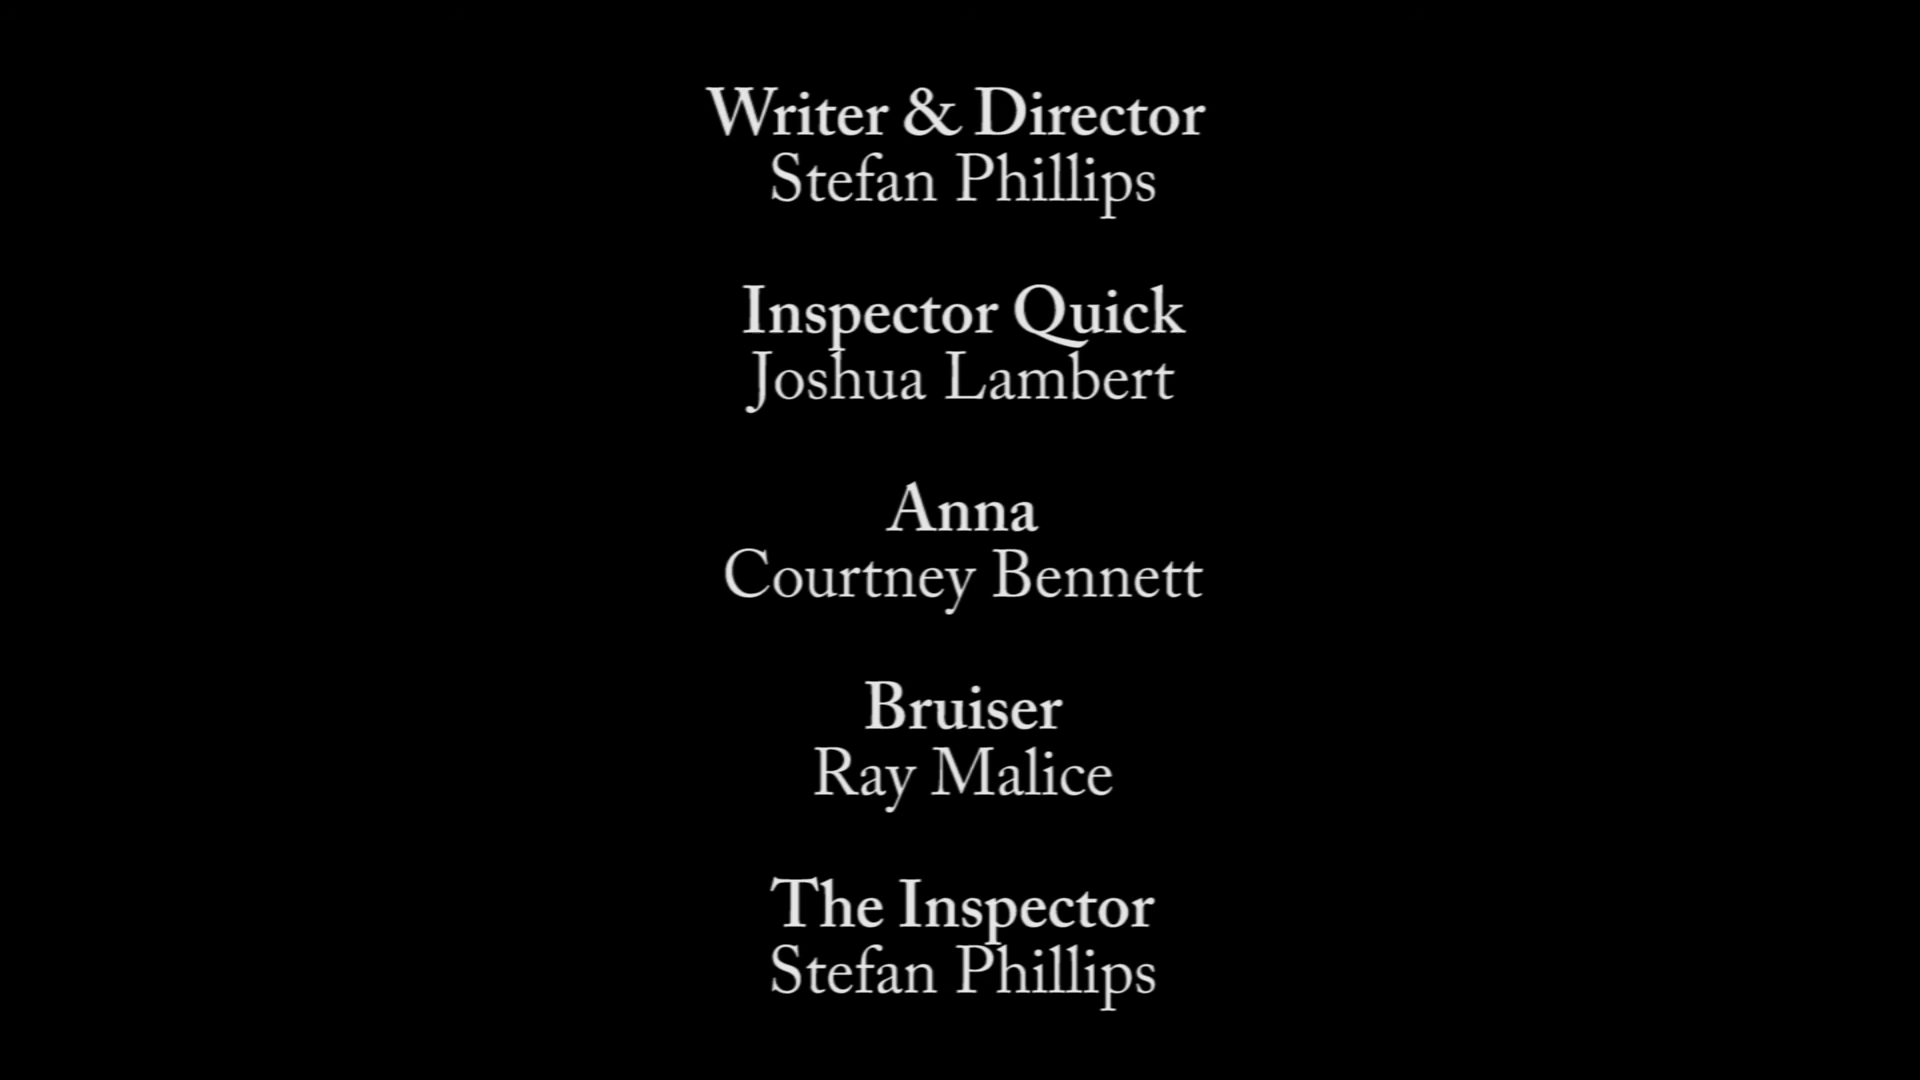 Writer & Director
Stefan Phillips
Inspector Quick
Joshua Lambert
Anna
Courtney Bennett
Bruiser
Ray Malice
The Inspector
Stefan Phillips